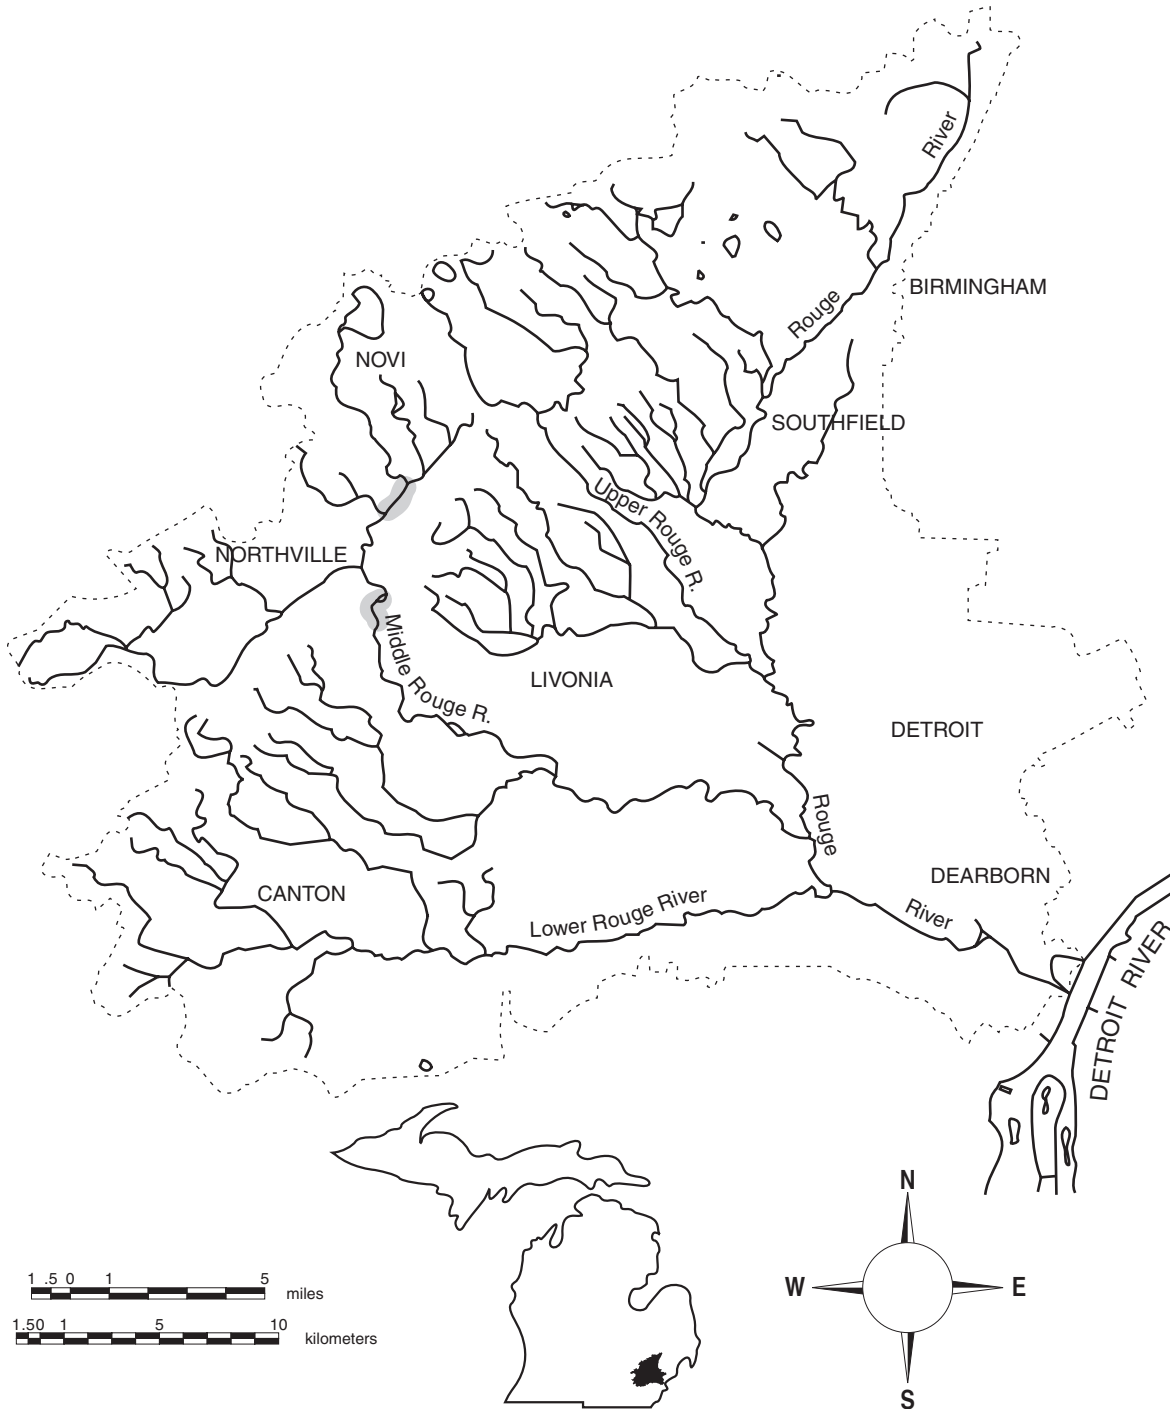 River
BIRMINGHAM
Rouge
NOVI
SOUTHFIELD
Upper Rouge R.
NORTHVILLE
Middle Rouge R.
LIVONIA
DETROIT
Rouge
DEARBORN
CANTON
Lower Rouge River
River
DETROIT RIVER
N
W E
S
1 .5 0 1 5
miles
1.50 1 5 10
kilometers